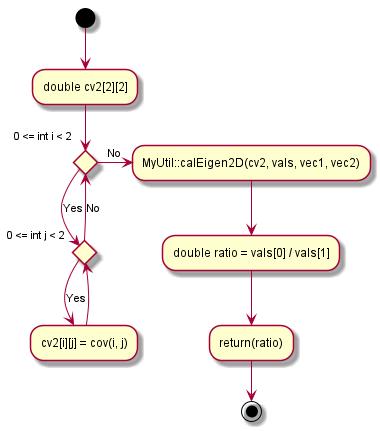 double cv2[2][2]
0 <= int i < 2
No
MyUtil::calEigen2D(cv2, vals, vec1, vec2)
Yes
No
0 <= int j < 2
double ratio = vals[0] / vals[1]
Yes
cv2[i][j] = cov(i, j)
return(ratio)